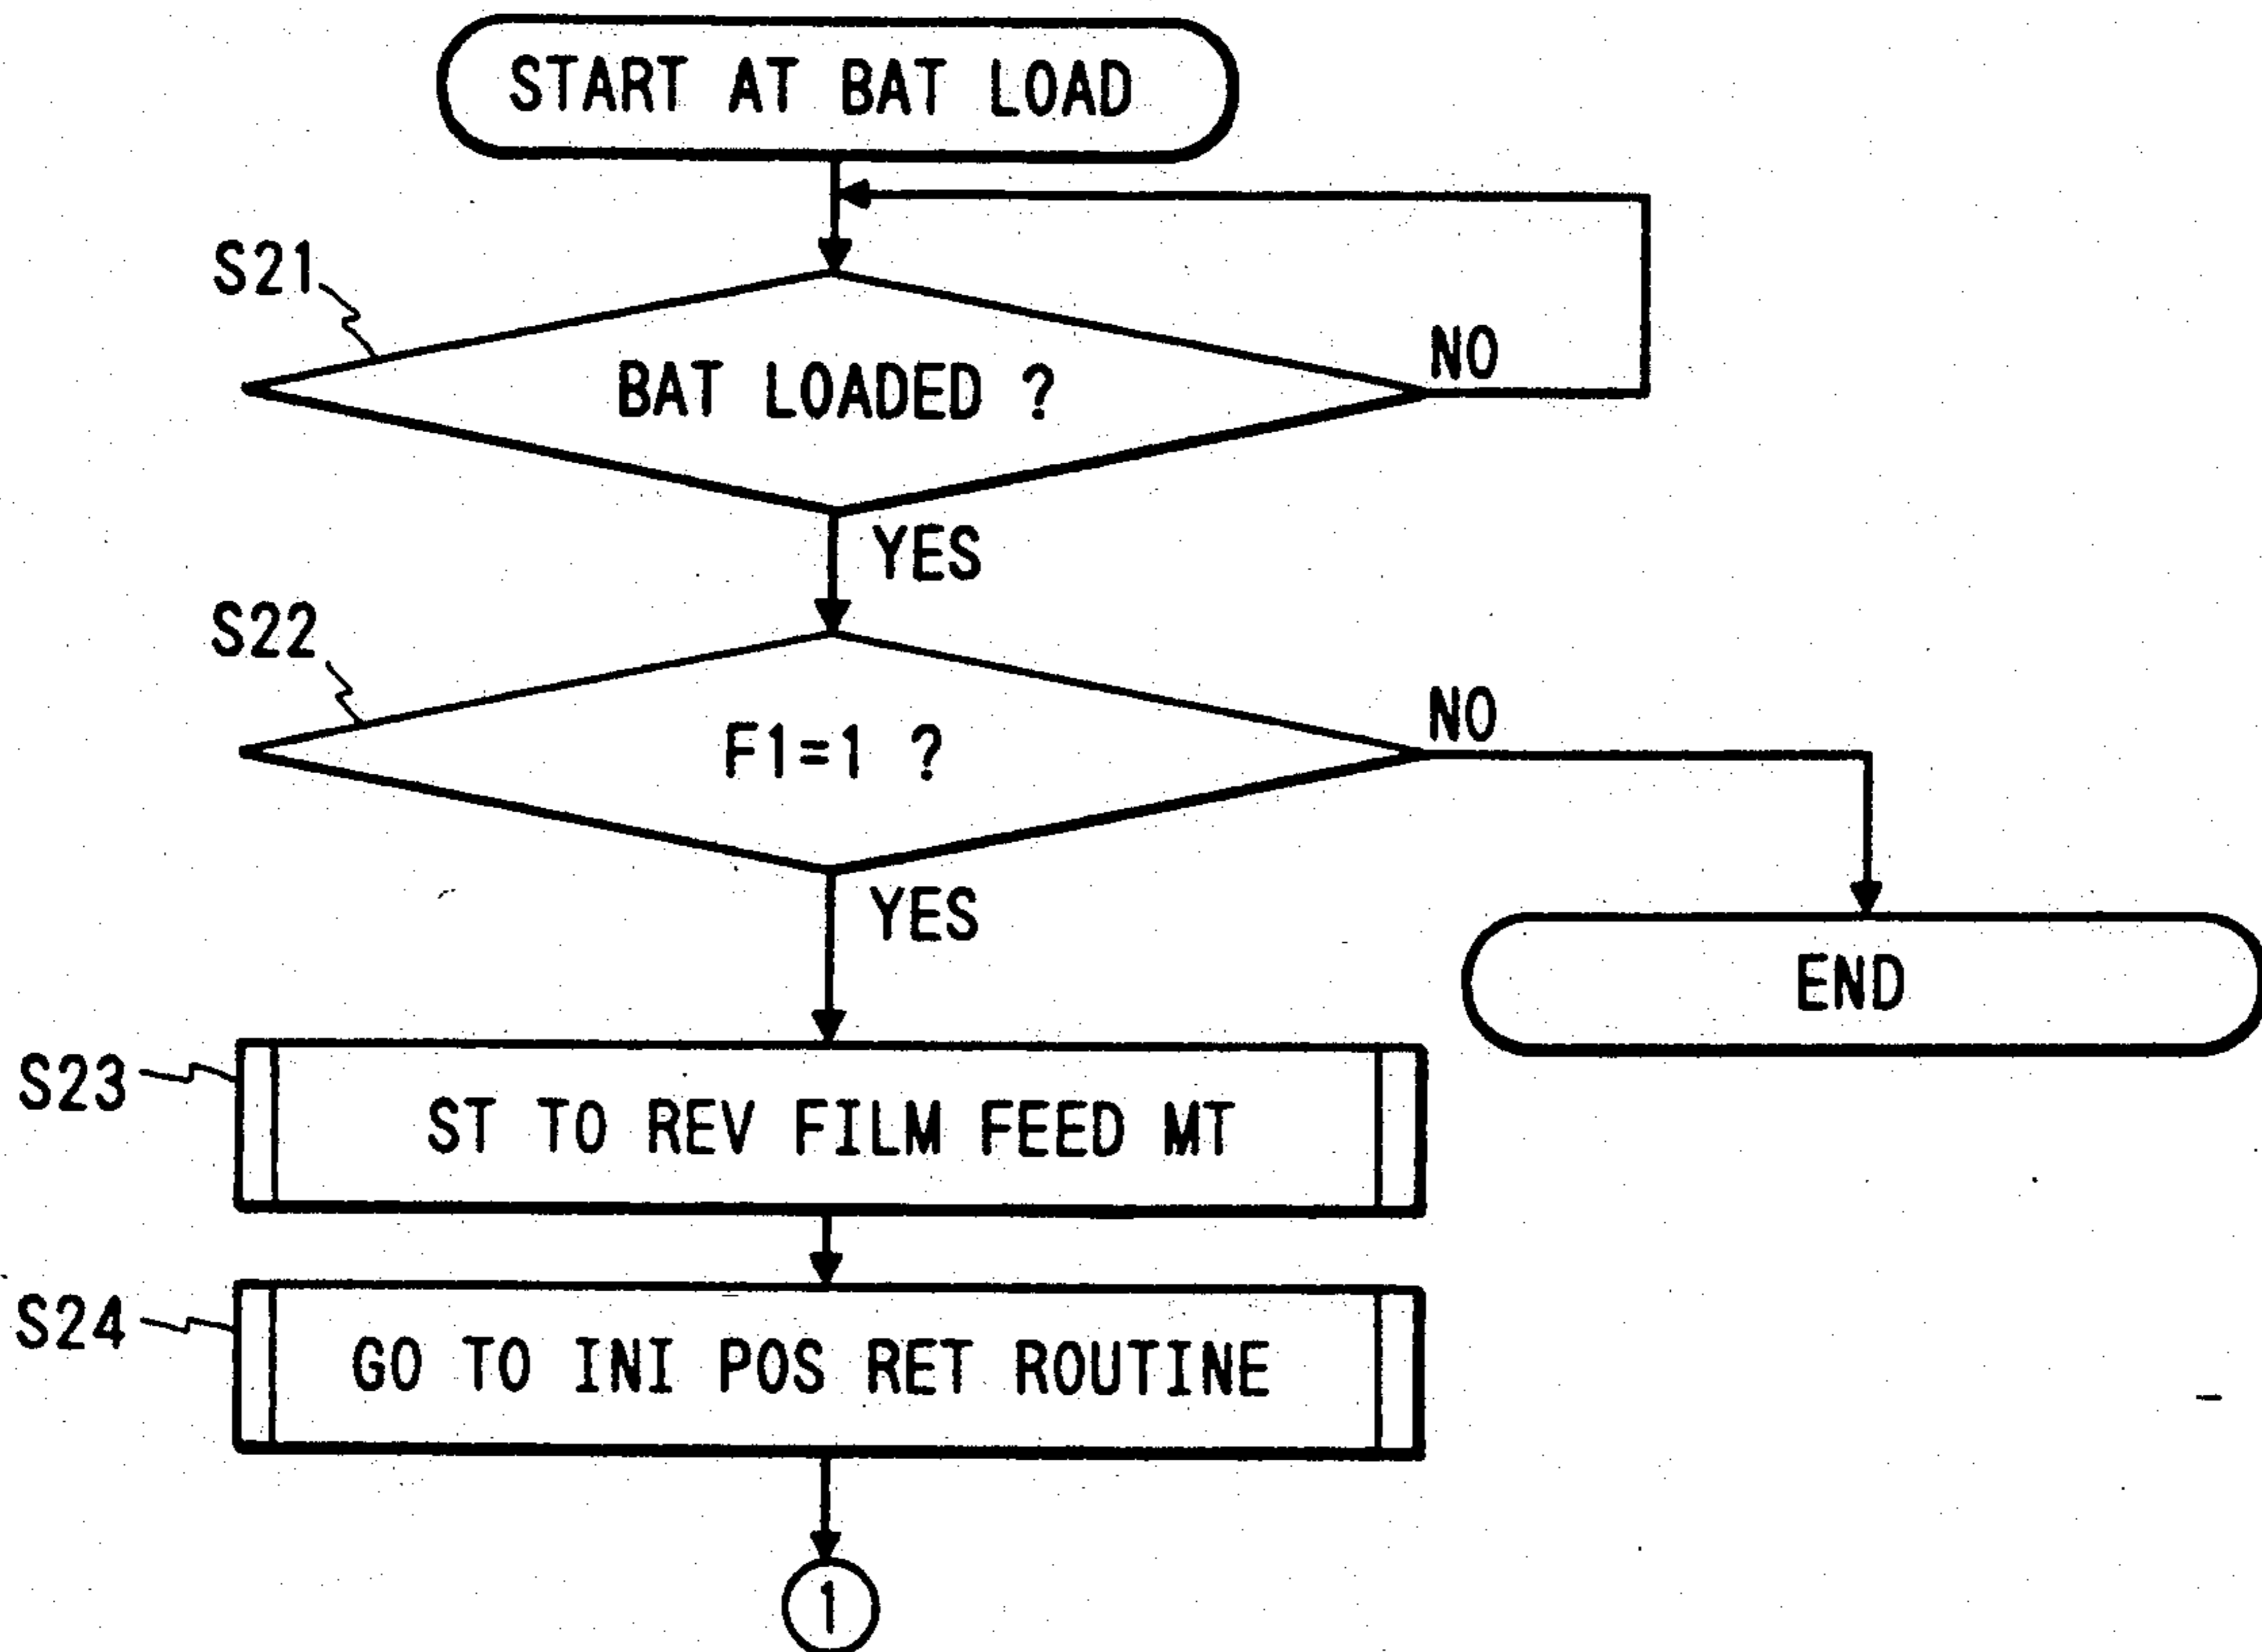 START AT BAT LOAD
S21
BAT LOADED ?
NO
YES
S22
F1=1 ?
NO
YES
END
S23
ST TO REV FILM FEED MT
S24
GO TO INI POS RET ROUTINE
1